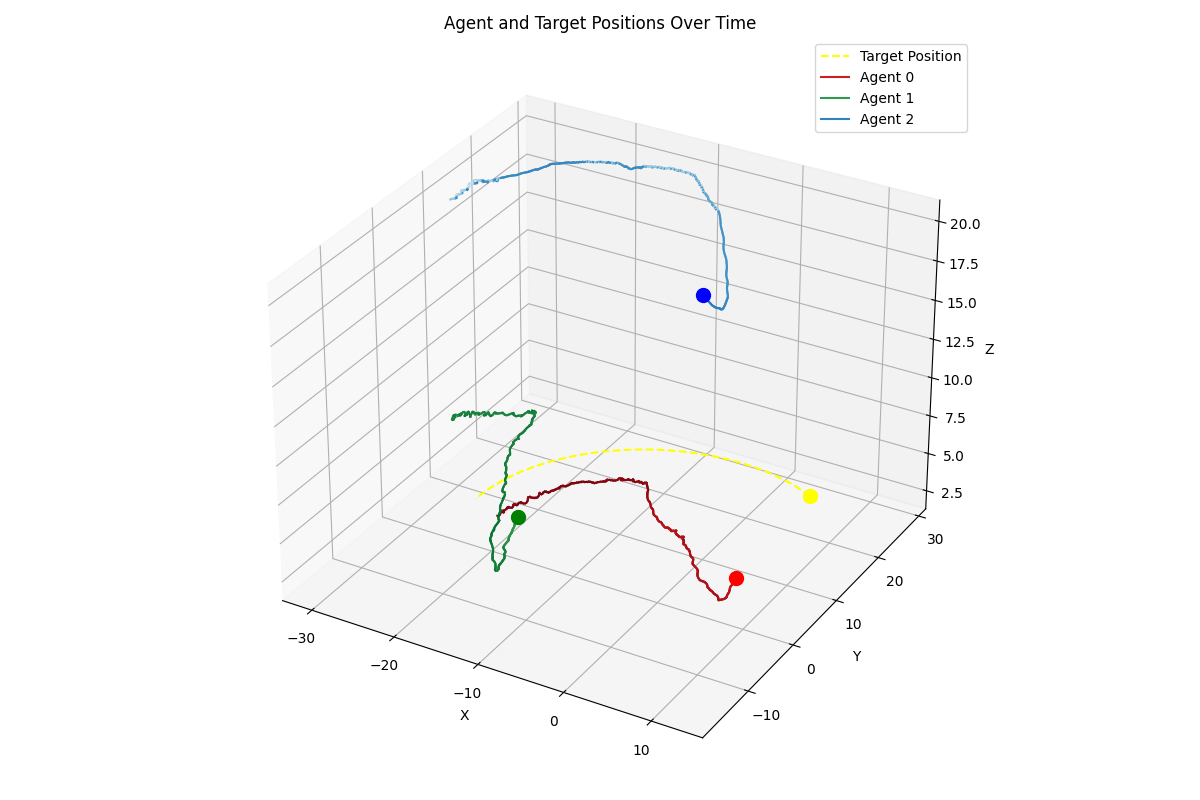 Agent and Target Positions Over Time
Target Position
Agent 0
Agent 1
Agent 2
20.0
17.5
15.0
12.5
10.0
7.5
5.0
2.5
Z
30
20
10
0
−10
Y
−30
−20
−10
0
10
X